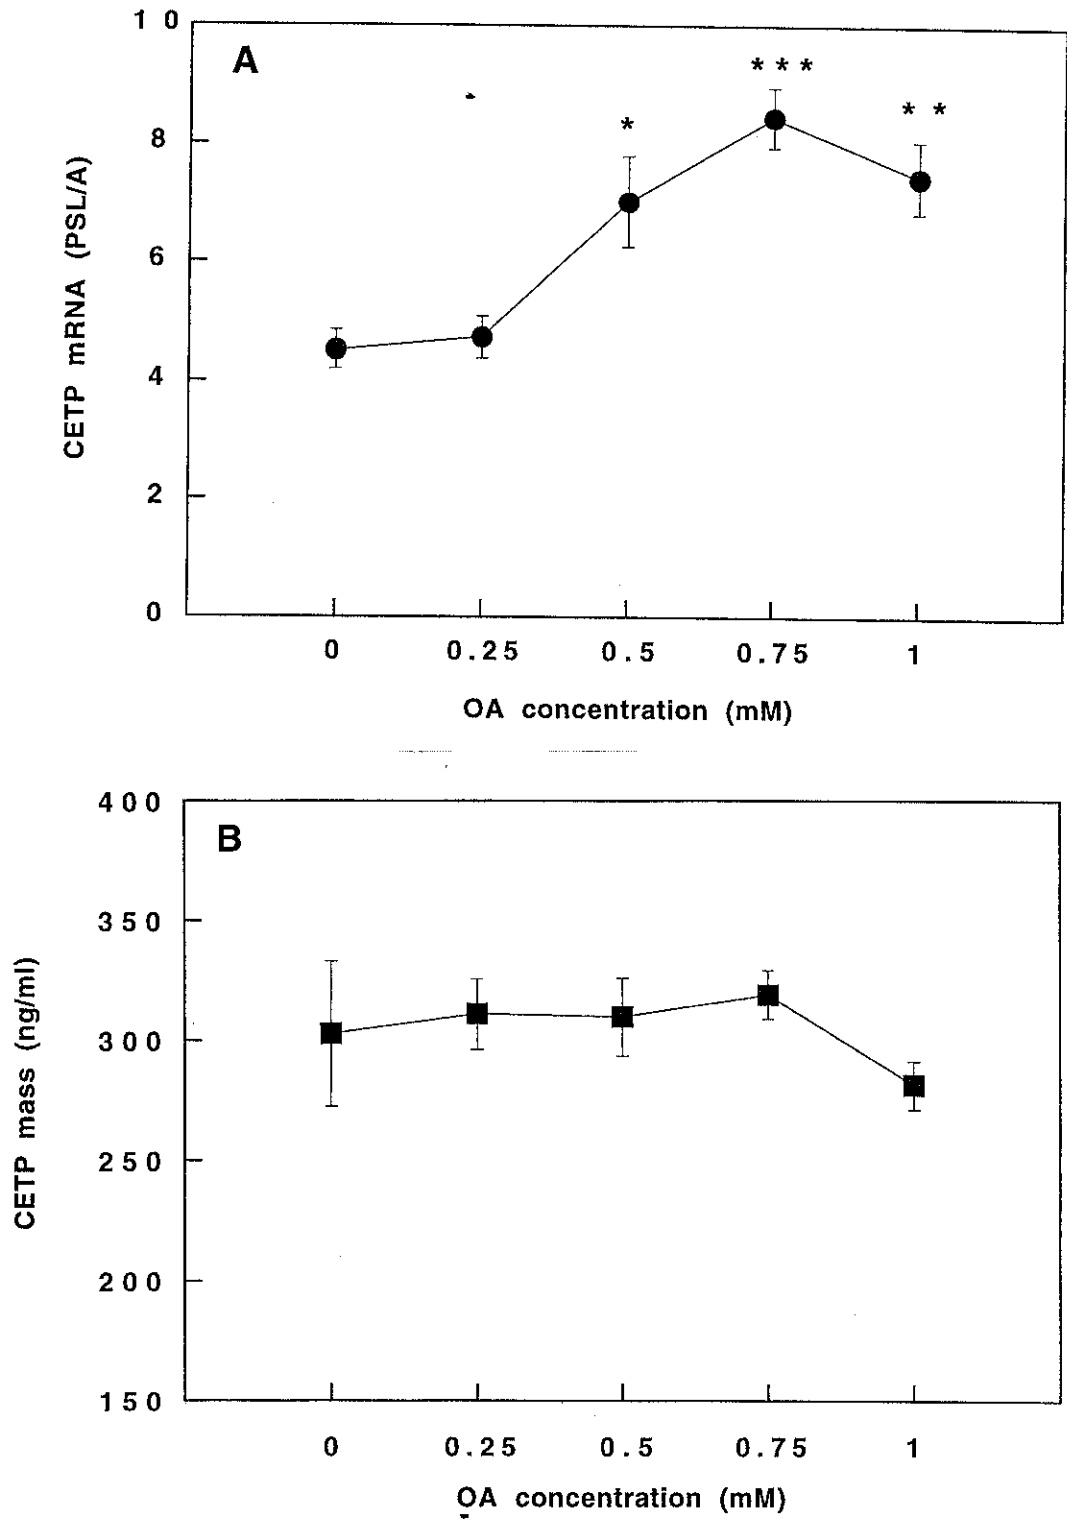 10
A
* * *
* *
*
8
6
4
2
0
CETP mRNA (PSL/A)
0 0.25 0.5 0.75 1
OA concentration (mM)
400
B
350
300
250
200
150
CETP mass (ng/ml)
0 0.25 0.5 0.75 1
OA concentration (mM)